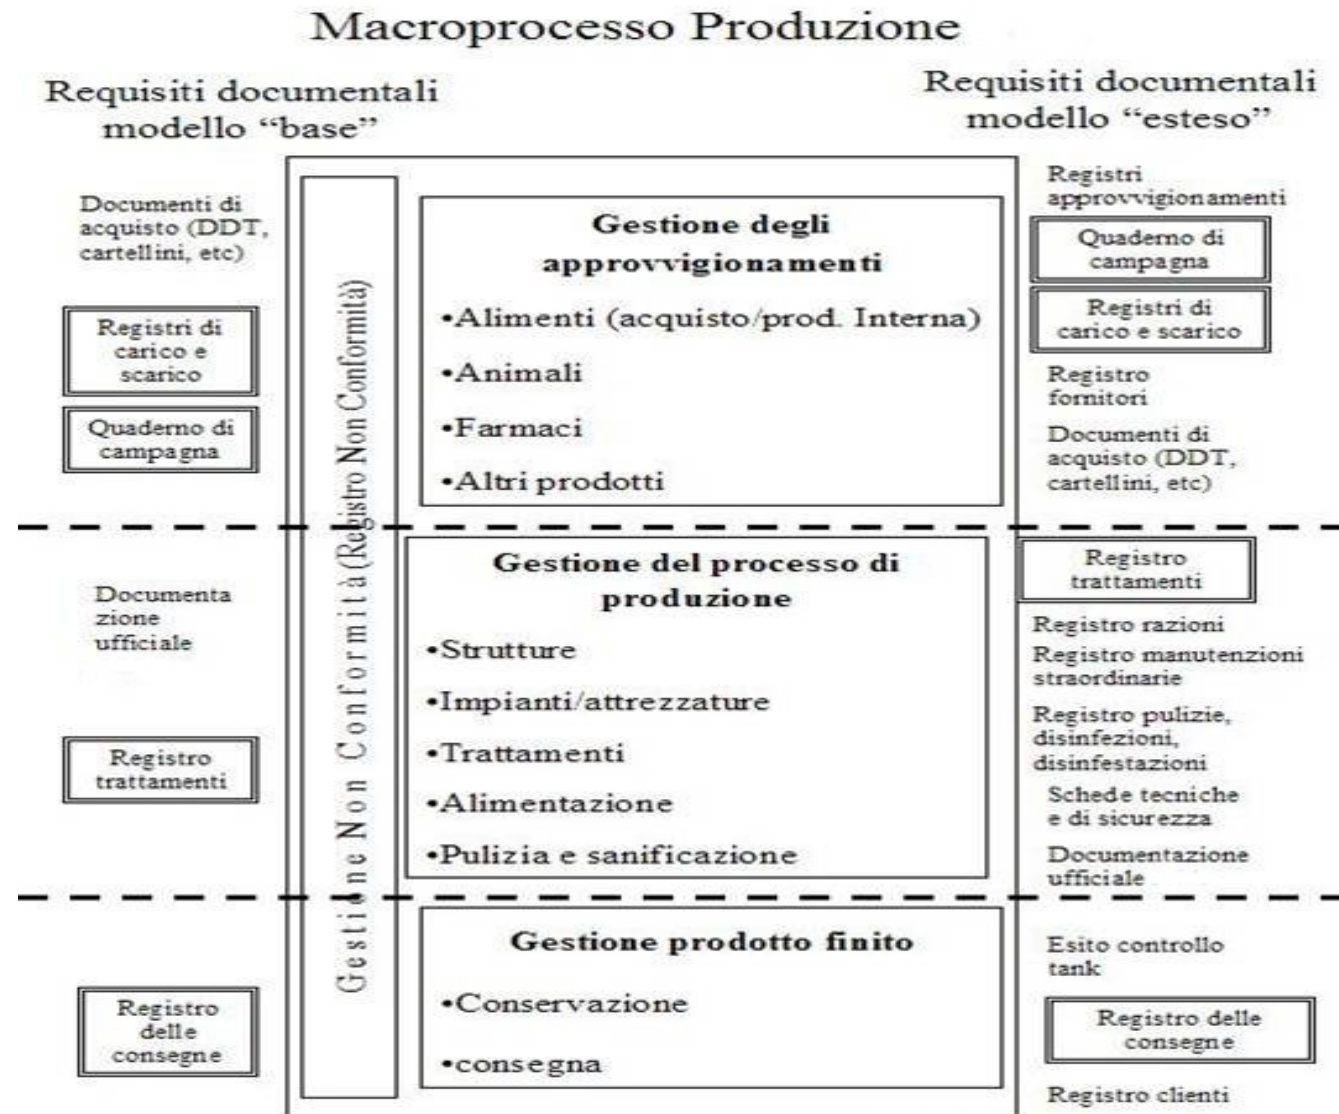 Macroprocesso Produzione
Requisiti documentali
modello “base”
Requisiti documentali
modello “esteso”
Documenti di
acquisto (DDT,
cartellini, etc)
Registri di
carico e
scarico
Quaderno di
campagna
Gestione Non Conformità (Registro Non Conformità)
Gestione degli
approvvigionamenti
•Alimenti (acquisto/prod. Interna)
•Animali
•Farmaci
•Altri prodotti
Registri
approvvigionamenti
Quaderno di
campagna
Registri di
carico e scarico
Registro
fornitori
Documenti di
acquisto (DDT,
cartellini, etc)
Documenta
zione
ufficiale
Registro
trattamenti
Gestione del processo di
produzione
•Strutture
•Impianti/attrezzature
•Trattamenti
•Alimentazione
•Pulizia e sanificazione
Registro
trattamenti
Registro razioni
Registro manutenzioni
straordinarie
Registro pulizie,
disinfezioni,
disinfestazioni
Schede tecniche
e di sicurezza
Documentazione
ufficiale
Registro
delle
consegne
Gestione prodotto finito
•Conservazione
•consegna
Esito controllo
tank
Registro delle
consegne
Registro clienti